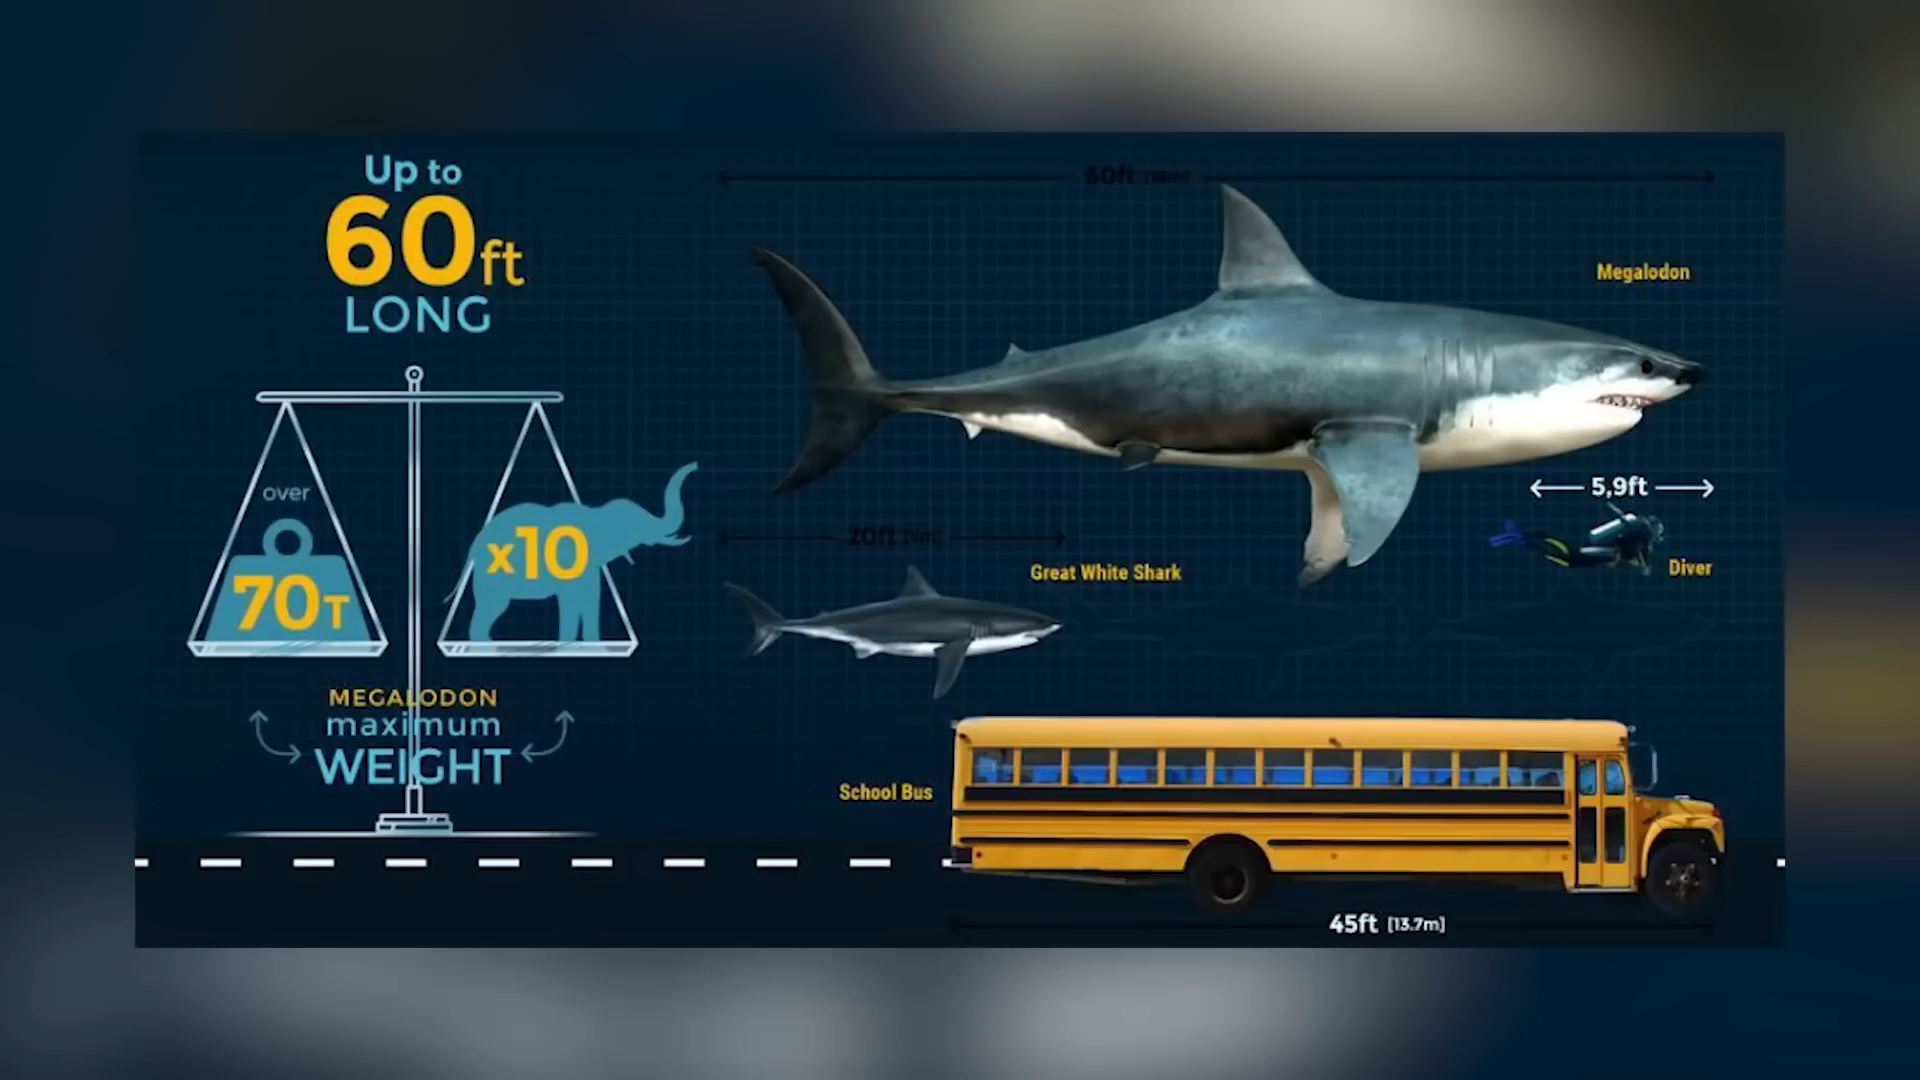 Up to
60ft
LONG
over
70T
x10
MEGALODON
maximum
WEIGHT
60ft
Megalodon
5,9ft
Diver
20ft
Great White Shark
School Bus
45ft [13.7m]